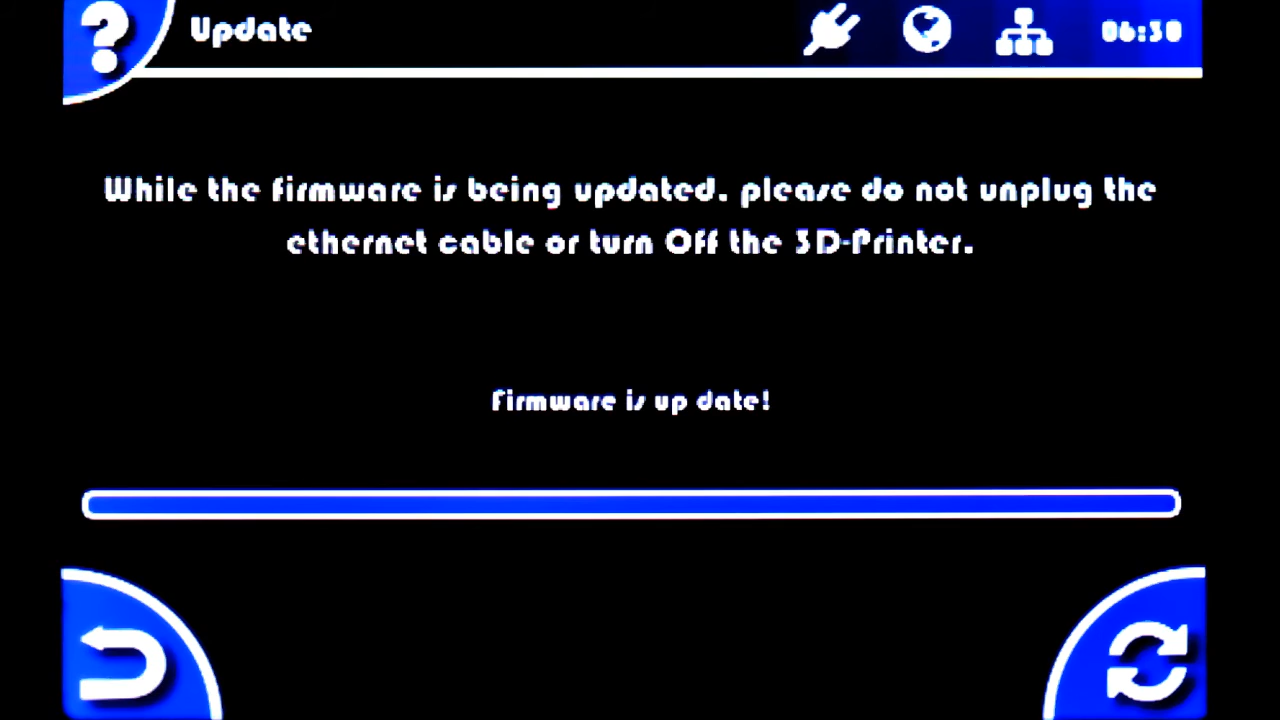 Update
06:30
While the firmware is being updated. please do not unplug the
ethernet cable or turn Off the 3D-Printer.
Firmware is up date!